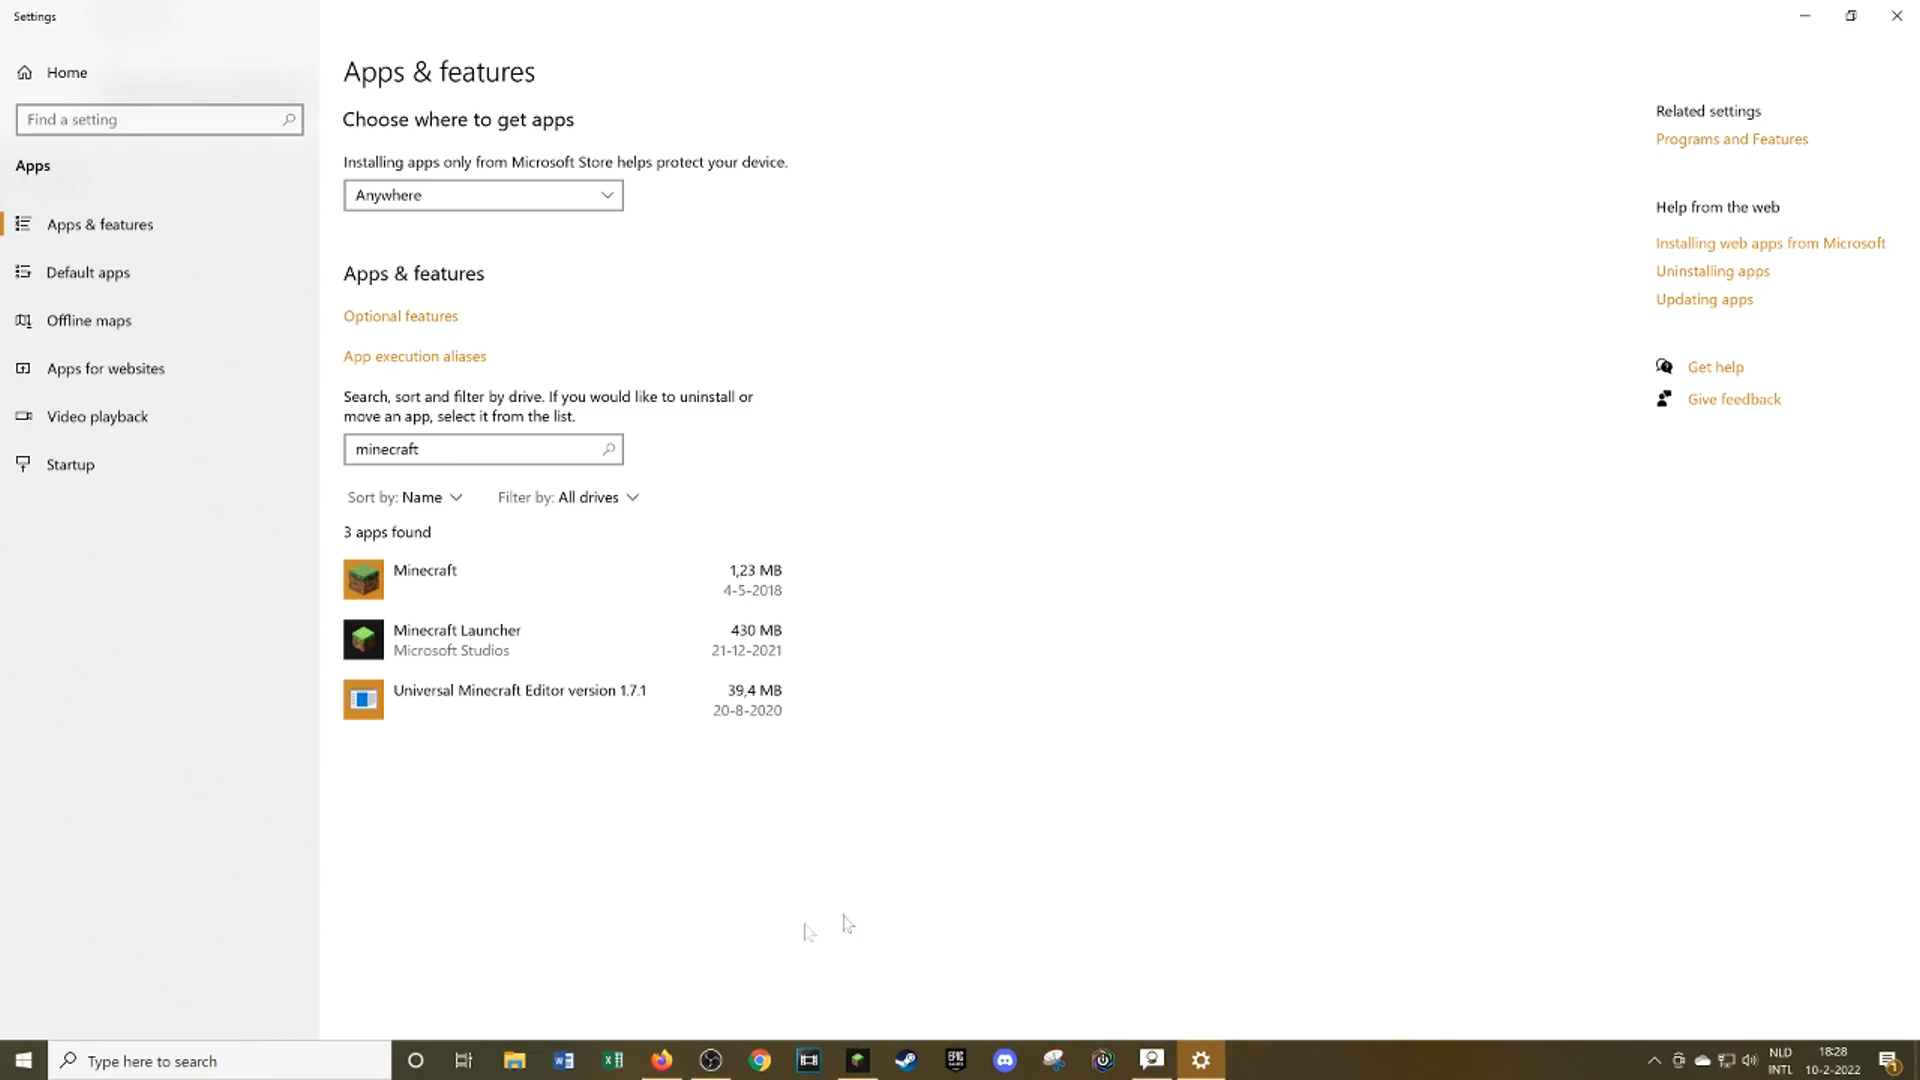 Settings
Home
Find a setting
Apps
Apps & features
Default apps
Offline maps
Apps for websites
Video playback
Startup
Apps & features
Choose where to get apps
Installing apps only from Microsoft Store helps protect your device.
Anywhere
Apps & features
Optional features
App execution aliases
Search, sort and filter by drive. If you would like to uninstall or
move an app, select it from the list.
minecraft
Sort by: Name
Filter by: All drives
3 apps found
Minecraft
1,23 MB
4-5-2018
Minecraft Launcher
430 MB
Microsoft Studios
21-12-2021
Universal Minecraft Editor version 1.7.1
39,4 MB
20-8-2020
Related settings
Programs and Features
Help from the web
Installing web apps from Microsoft
Uninstalling apps
Updating apps
Get help
Give feedback
Type here to search
EPIC
GAMES
NLD
INTL
18:28
10-2-2022
1